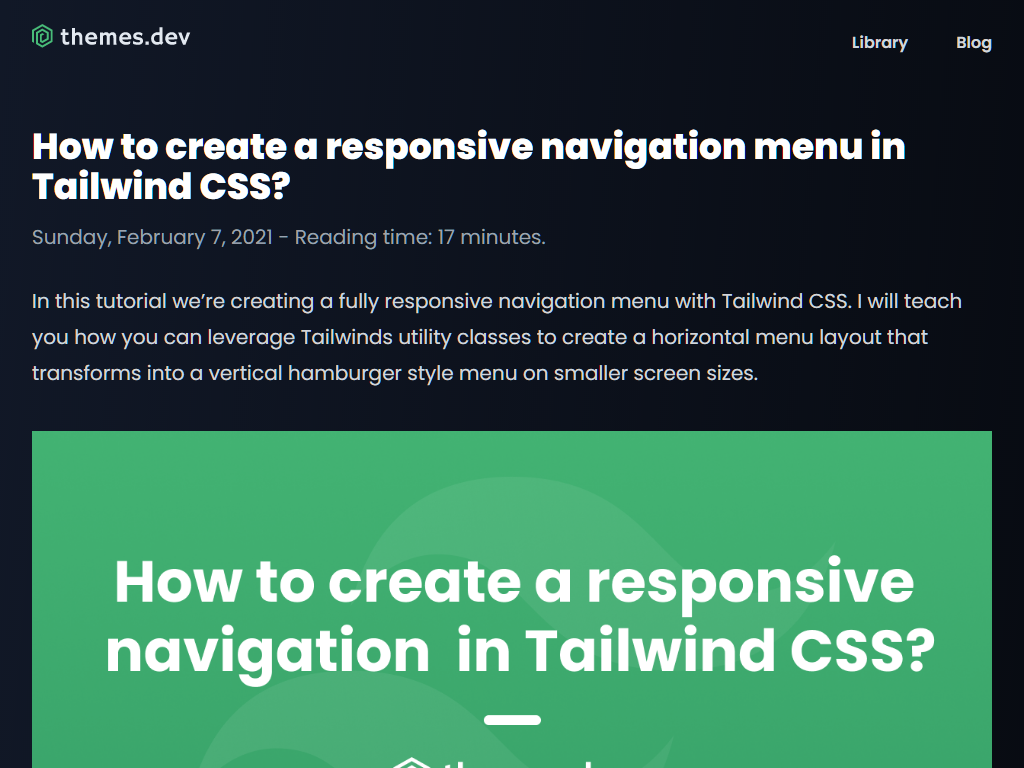 themes.dev
Library
Blog
How to create a responsive navigation menu in
Tailwind CSS?
Sunday, February 7, 2021 - Reading time: 17 minutes.
In this tutorial we’re creating a fully responsive navigation menu with Tailwind CSS. I will teach
you how you can leverage Tailwinds utility classes to create a horizontal menu layout that
transforms into a vertical hamburger style menu on smaller screen sizes.
How to create a responsive
navigation in Tailwind CSS?